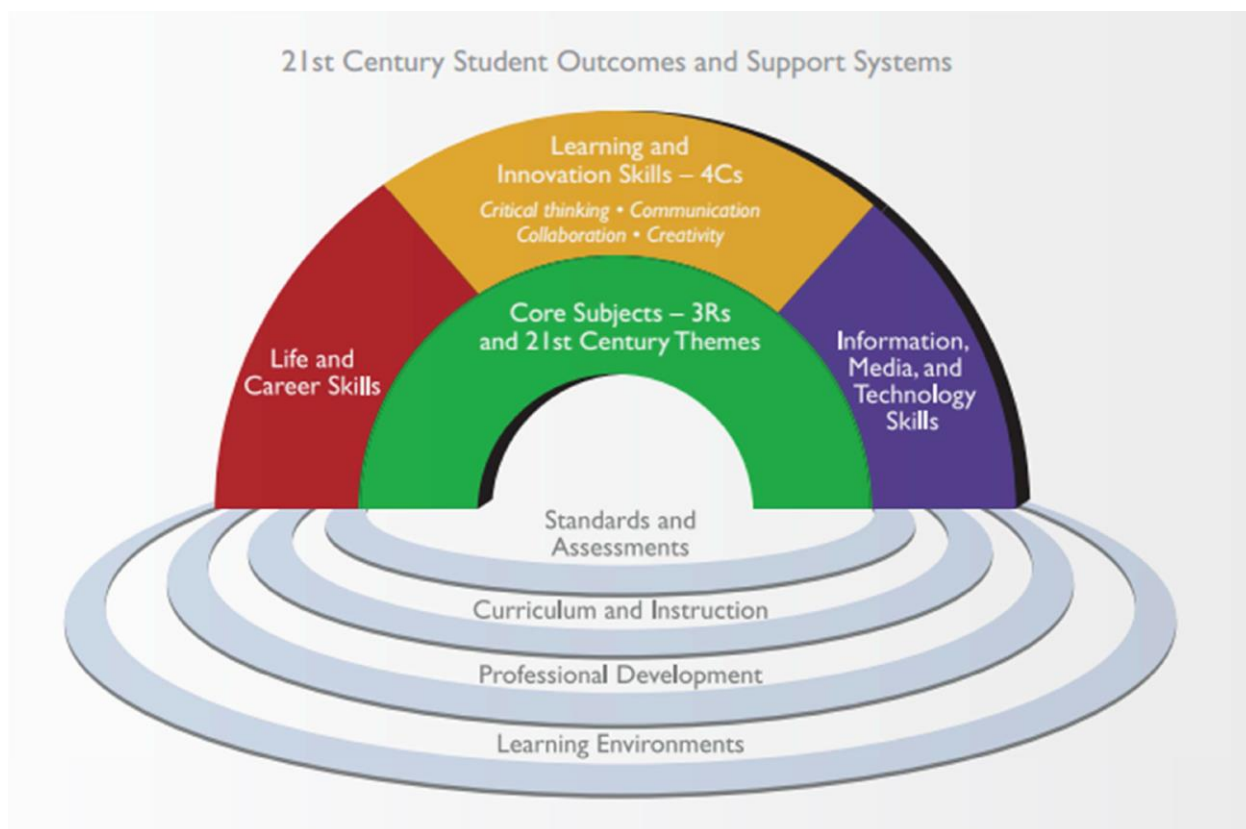 21st Century Student Outcomes and Support Systems
Learning and
Innovation Skills – 4Cs
Critical thinking • Communication
Collaboration • Creativity
Core Subjects – 3Rs
and 21st Century Themes
Life and
Career Skills
Information,
Media, and
Technology
Skills
Standards and
Assessments
Curriculum and Instruction
Professional Development
Learning Environments